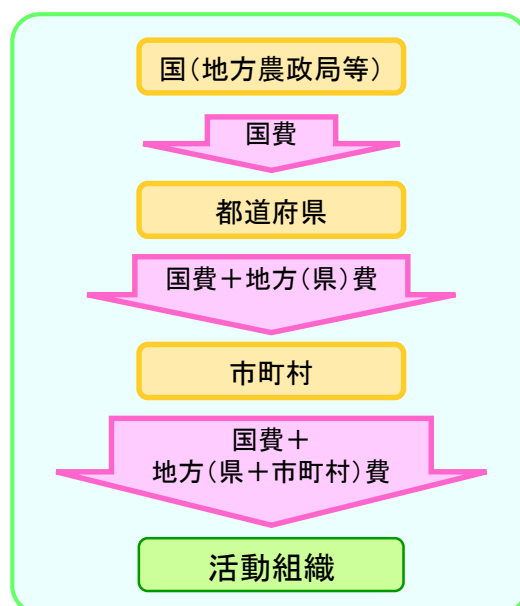 国（地方農政局等）
国費
都道府県
国費＋地方（県）費
市町村
国費＋
地方（県＋市町村）費
活動組織